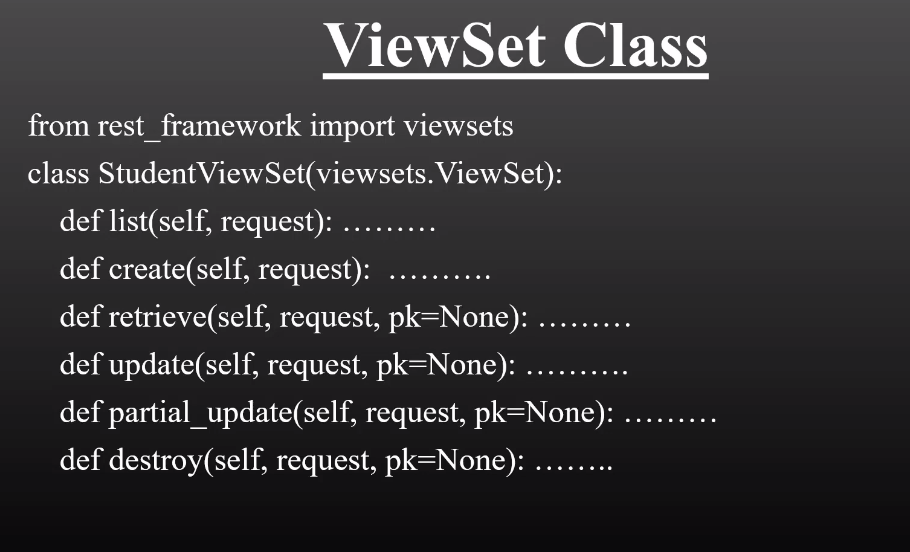 ViewSet Class
from rest_framework import viewsets
class StudentViewSet(viewsets.ViewSet):
def list(self, request): ………
def create(self, request):  ……….
def retrieve(self, request, pk=None): ………
def update(self, request, pk=None): ……….
def partial_update(self, request, pk=None): ………
def destroy(self, request, pk=None): ……..